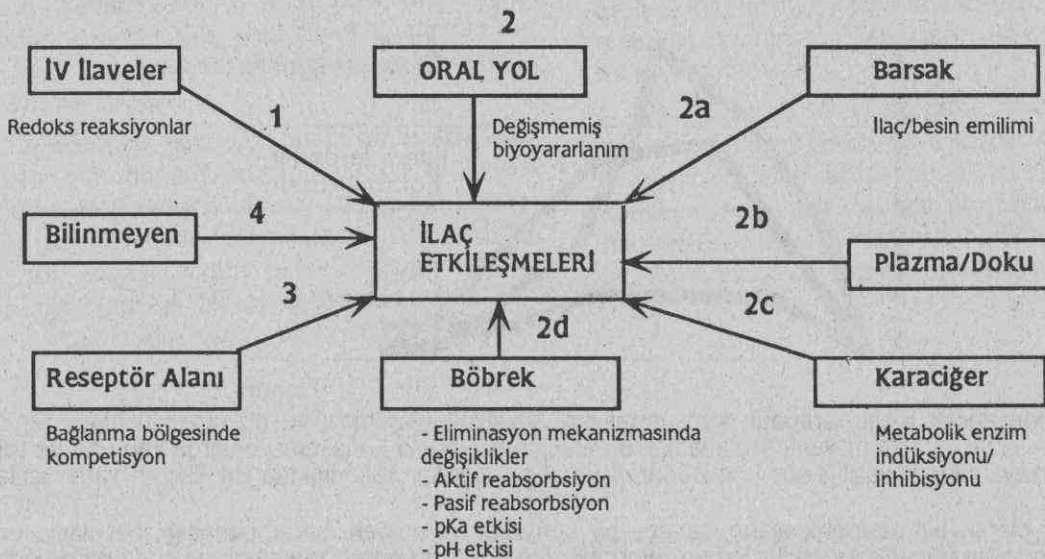 2
İV İlaveler
ORAL YOL
Barsak
1
2a
Redoks reaksiyonlar
Değişmemiş
biyoyararlanım
İlaç/besin emilimi
Bilinmeyen
4
İLAÇ
ETKİLEŞMELERİ
2b
Plazma/Doku
3
2d
2c
Reseptör Alanı
Böbrek
Karaciğer
Bağlanma bölgesinde
kompetisyon
- Eliminasyon mekanizmasında
değişiklikler
- Aktif reabsorbsiyon
- Pasif reabsorbsiyon
- pKa etkisi
- pH etkisi
Metabolik enzim
indüksiyonu/
inhibisyonu